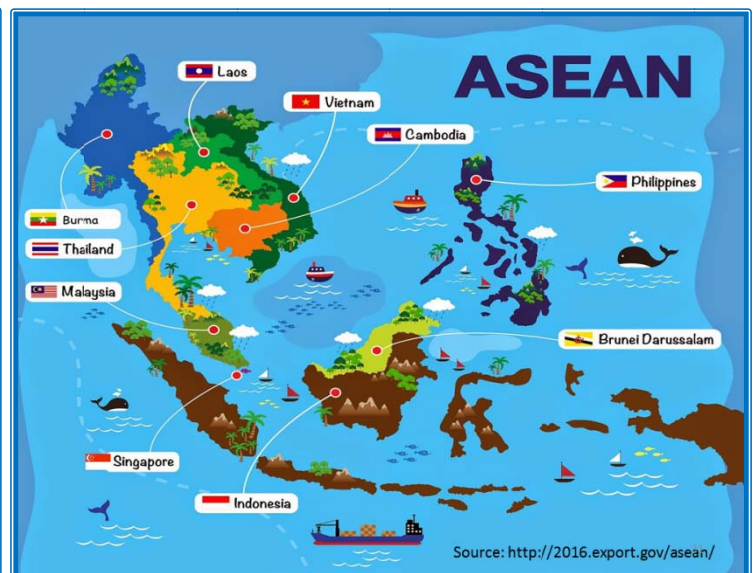 ASEAN
Laos
Vietnam
Cambodia
Philippines
Burma
Thailand
Malaysia
Brunei Darussalam
Singapore
Indonesia
Source: http://2016.export.gov/asean/